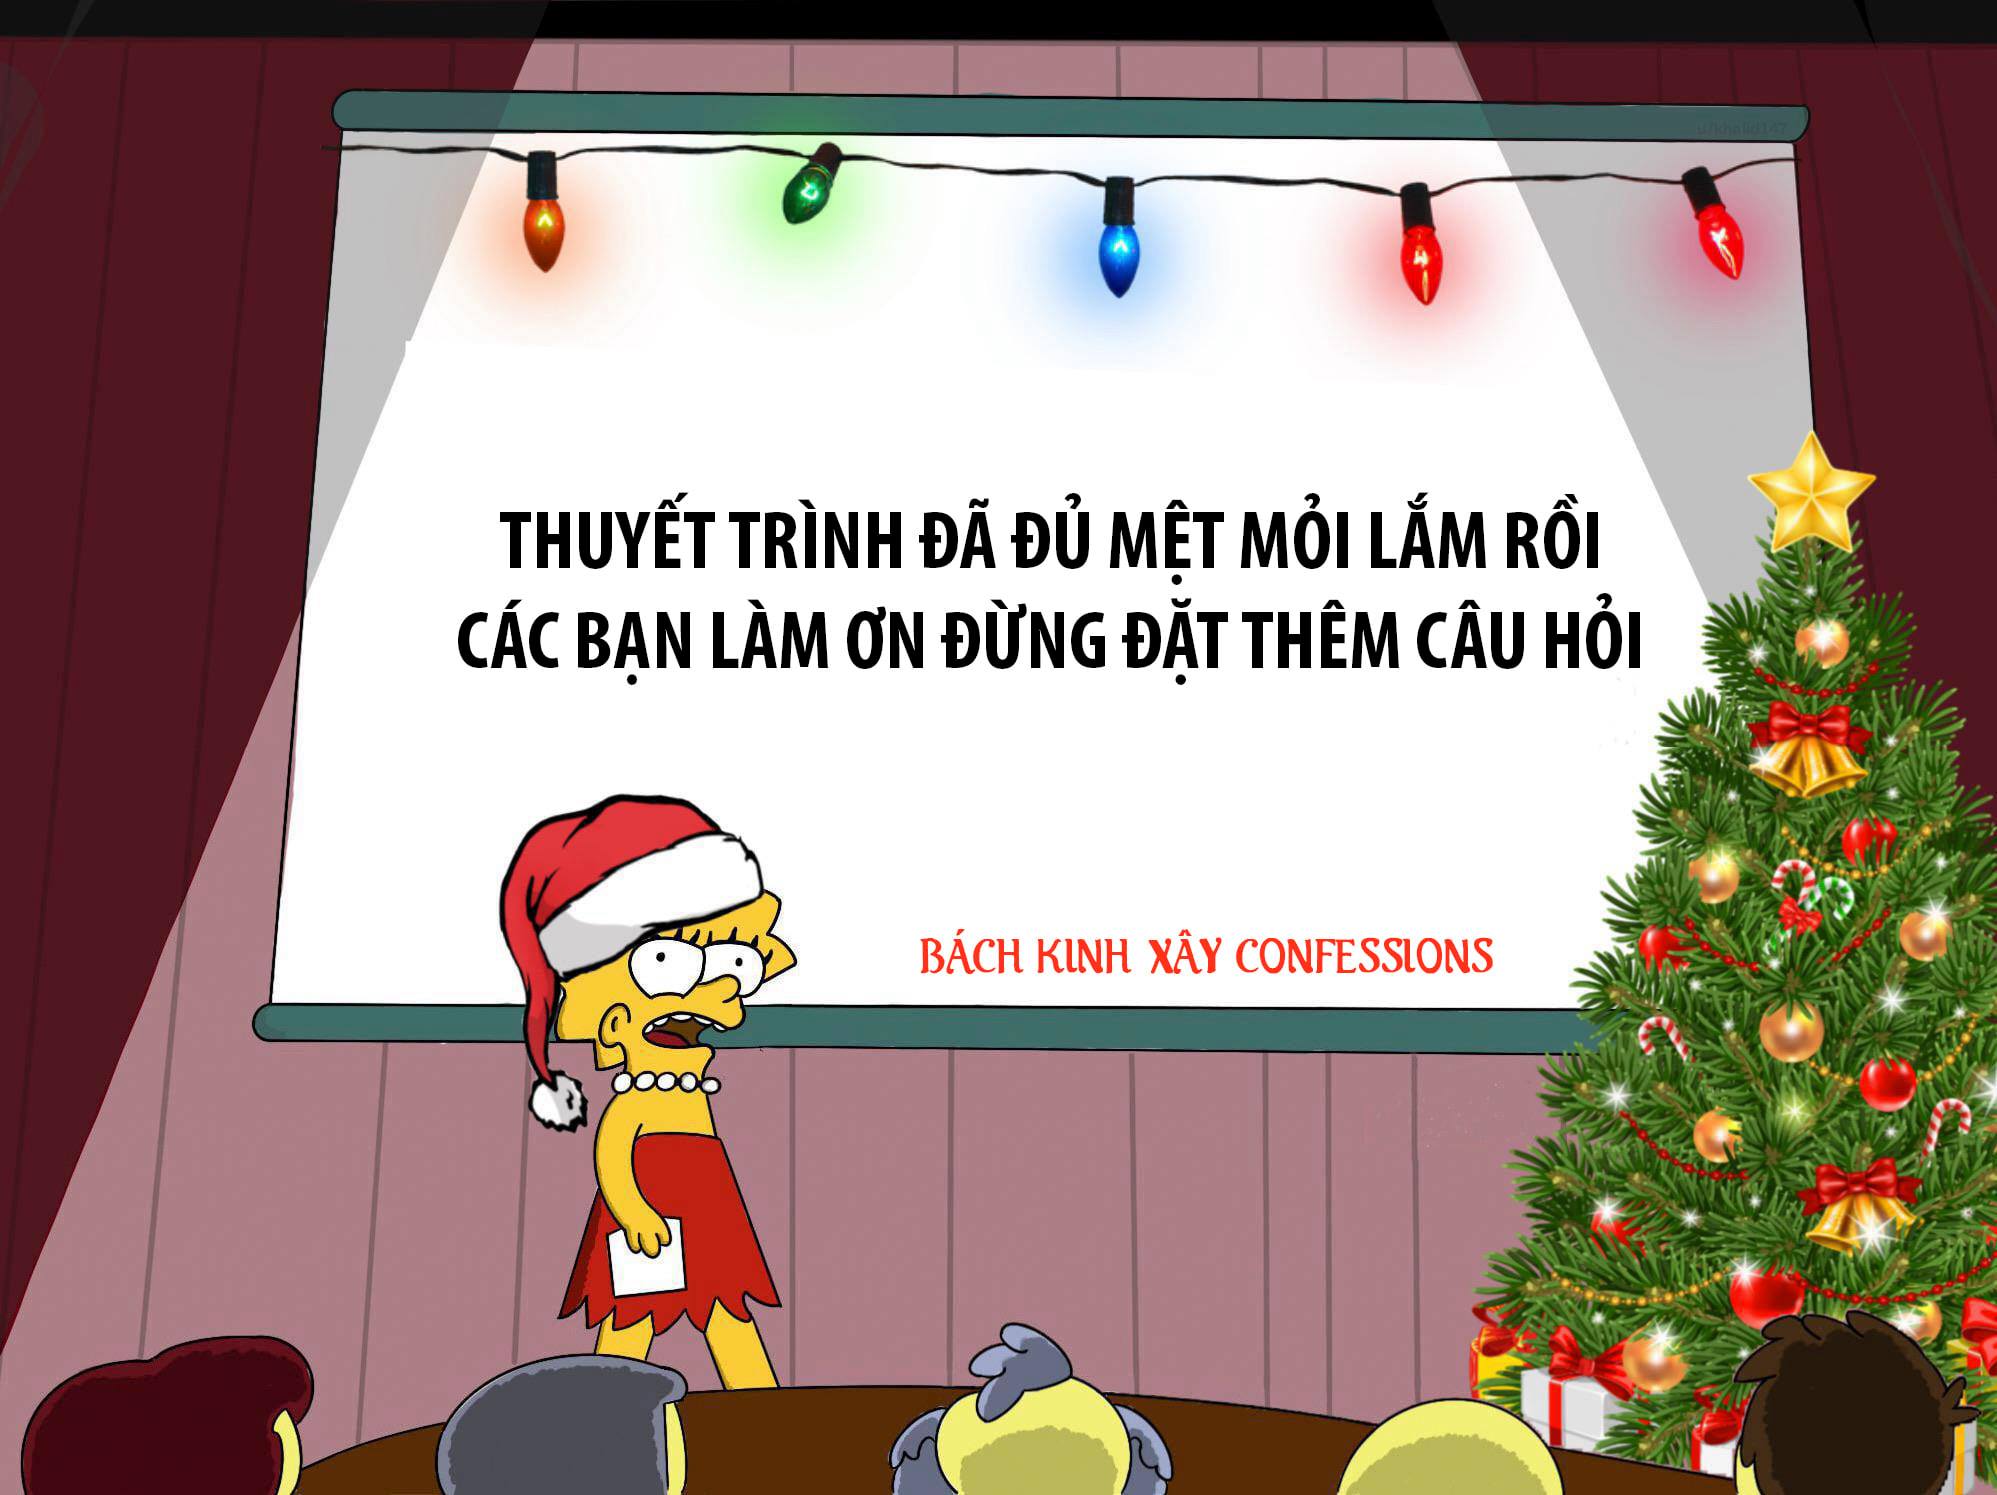 u/khalid147
THUYẾT TRÌNH ĐÃ ĐỦ MỆT MỎI LẮM RỒI
CÁC BẠN LÀM ƠN ĐỪNG ĐẶT THÊM CÂU HỎI
BÁCH KINH XÂY CONFESSIONS